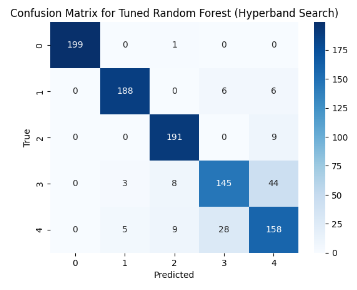 Confusion Matrix for Tuned Random Forest (Hyperband Search)
0 199 0 1 0 0
1 0 188 0 6 6
2 0 0 191 0 9
3 0 3 8 145 44
4 0 5 9 28 158
0 1 2 3 4
True
Predicted
175
150
125
100
75
50
25
0